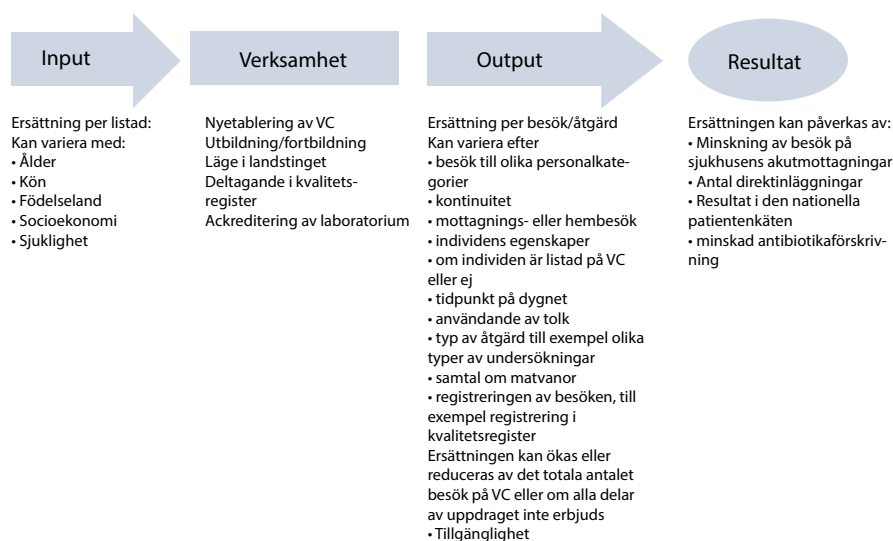 Input
Verksamhet
Output
Resultat
Ersättning per listad:
Kan variera med:
• Ålder
• Kön
• Födelseland
• Socioekonomi
• Sjuklighet
Nyetablering av VC
Utbildning/fortbildning
Läge i landstinget
Deltagande i kvalitets-
register
Ackreditering av laboratorium
Ersättning per besök/åtgärd
Kan variera efter
• besök till olika personalkate-
gorier
• kontinuitet
• mottagnings- eller hembesök
• individens egenskaper
• om individen är listad på VC
eller ej
• tidpunkt på dygnet
• användande av tolk
• typ av åtgärd till exempel olika
typer av undersökningar
• samtal om matvanor
• registreringen av besöken, till
exempel registrering i
kvalitetsregister
Ersättningen kan ökas eller
reduceras av det totala antalet
besök på VC eller om alla delar
av uppdraget inte erbjuds
• Tillgänglighet
Ersättningen kan påverkas av:
• Minskning av besök på
sjukhusens akutmottagningar
• Antal direktinläggningar
• Resultat i den nationella
patientenkäten
• minskad antibiotikaförskriv-
ning